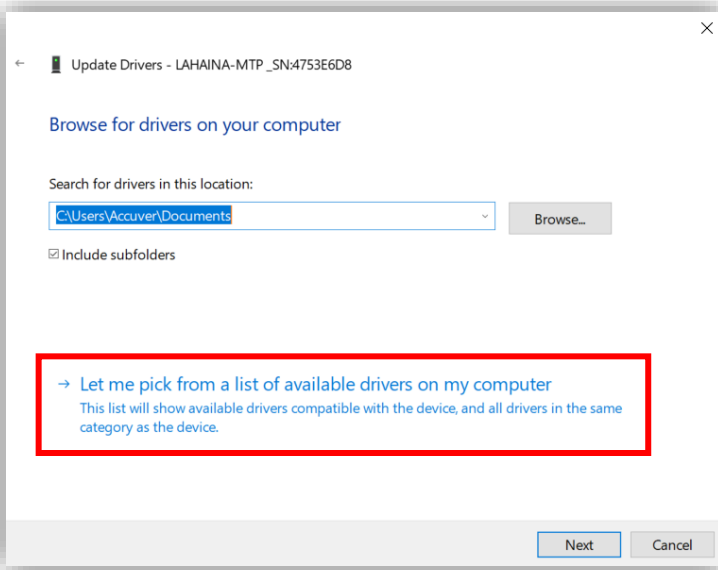 Update Drivers - LAHAINA-MTP _SN:4753E6D8
Browse for drivers on your computer
Search for drivers in this location:
C:\Users\Accuver\Documents
Browse...
Include subfolders
Let me pick from a list of available drivers on my computer
This list will show available drivers compatible with the device, and all drivers in the same
category as the device.
Next
Cancel